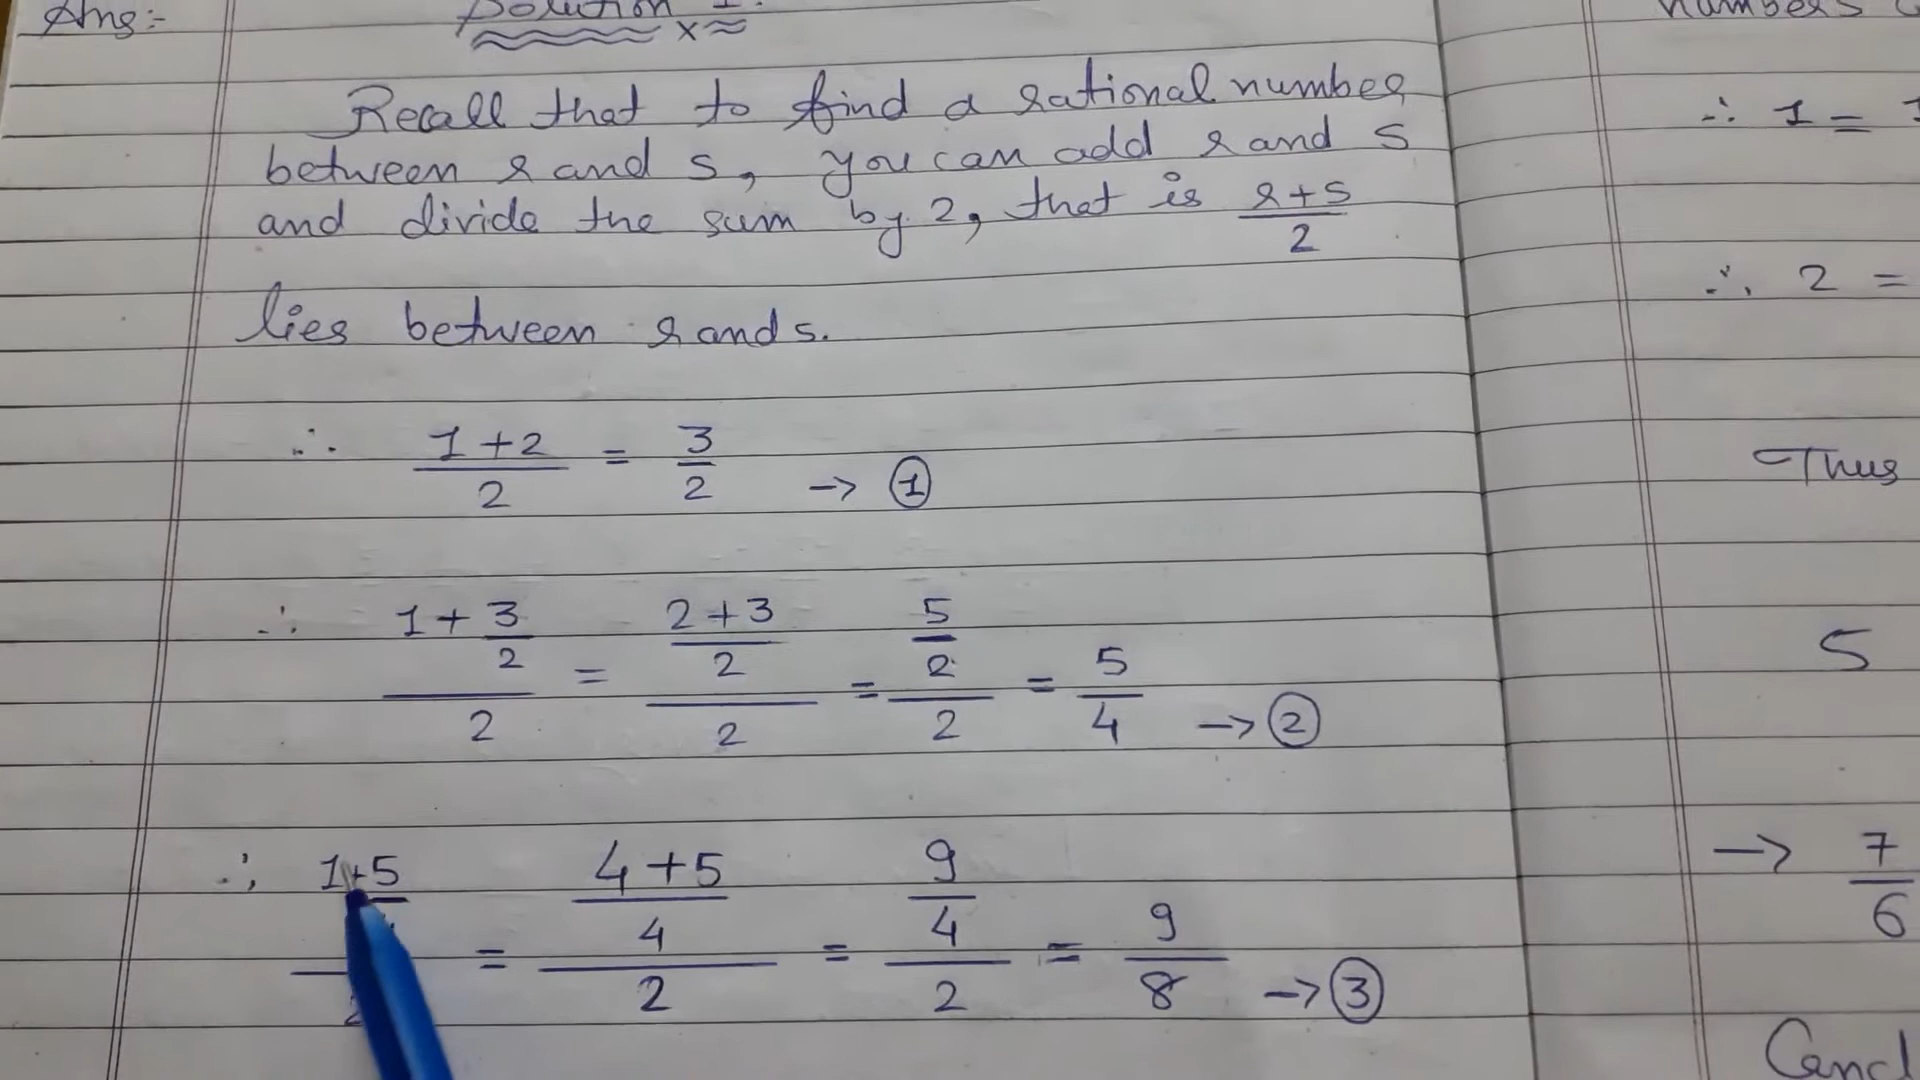 Ans:-
Solution 1:
Recall that to find a rational number
between r and s, you can add r and s
and divide the sum by 2, that is (r+s)/2
lies between r and s.
∴ (1+2)/2 = 3/2 → ①
∴ (1+3/2)/2 = ((2+3)/2)/2 = (5/2)/2 = 5/4 → ②
∴ 1+5 = ((4+5)/4)/2 = (9/4)/2 = 9/8 → ③
numbers
∴ 1 =
∴ 2 =
Thus
5
→ 7/6